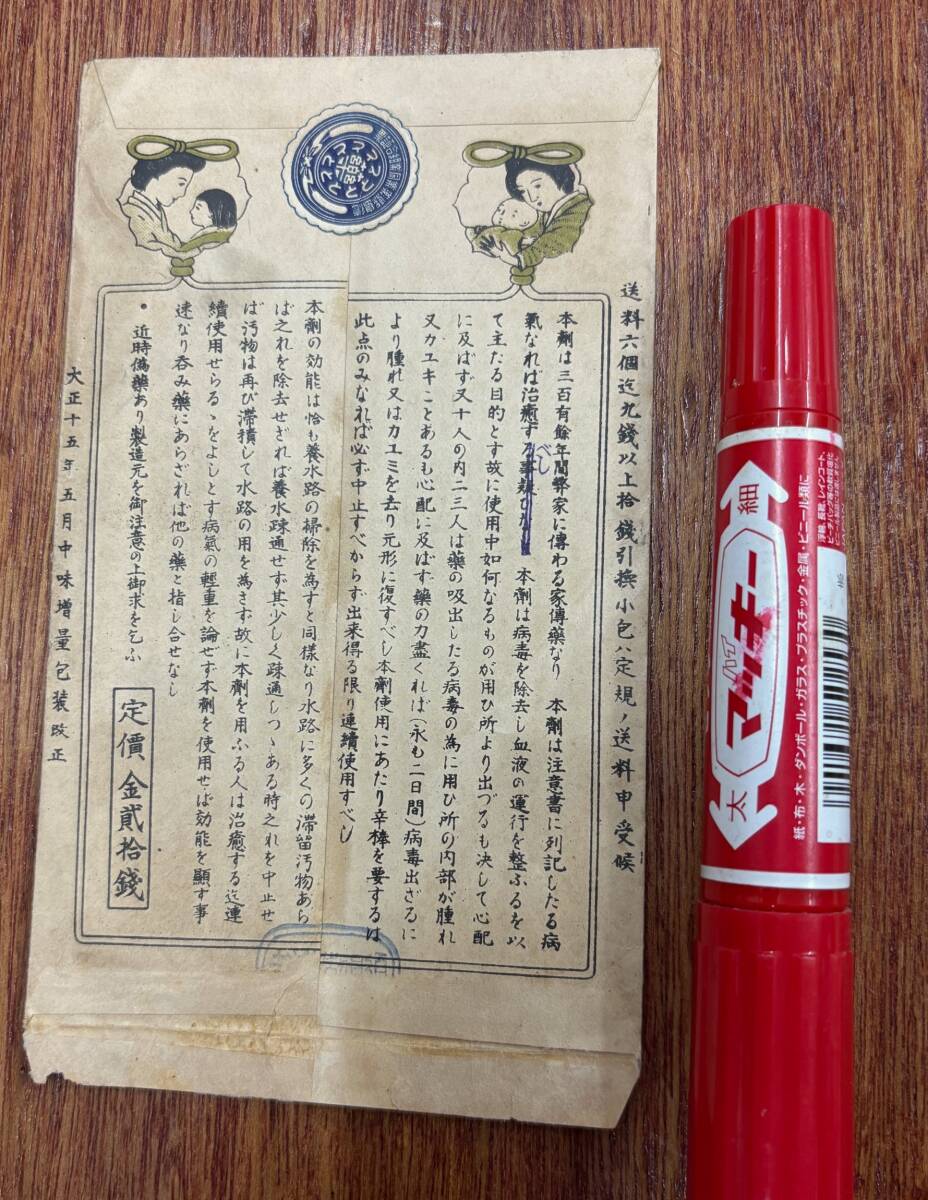 送料六個迄九錢以上拾錢引換小包ハ定規ノ送料申受候
本劑は三百有餘年間弊家に傳わる家傳藥なり 本劑は注意書に列記したる病
氣なれば治癒す べし 本劑は病毒を除去し血液の運行を整ふるを以
て主たる目的とす故に使用中如何なるものが用ひ所より出づるも決して心配
に及ばず又十人の内二三人は藥の吸出したる病毒の為に用ひ所の内部が腫れ
又カユキことあるも心配に及ばず藥の力盡くれば(永も二日間)病毒出ざるに
より腫れ又はカユミを去り元形に復すべし本劑使用にあたり辛棒を要するは
此点のみなれば必ず中止すべからず出来得る限り連續使用すべし
本劑の効能は恰も養水路の掃除を為すと同様なり水路に多くの滞留汚物あら
ば之れを除去せざれば養水疎通せず其少しく疎通しつゝある時之れを中止せ
ば汚物は再び滞積して水路の用を為さず故に本劑を用ふる人は治癒する迄連
續使用せらるゝをよしとす病氣の輕重を論ぜず本劑を使用せば効能を顯す事
速なり呑み藥にあらざれば他の藥と指し合せなし
• 近時偽藥あり製造元を御注意の上御求を乞ふ
定價金貳拾錢
大正十五年五月中味増量包装改正
細
ハイ
マッキー
太
紙・布・木・ダンボール・ガラス・プラスチック・金属・ビニール類に